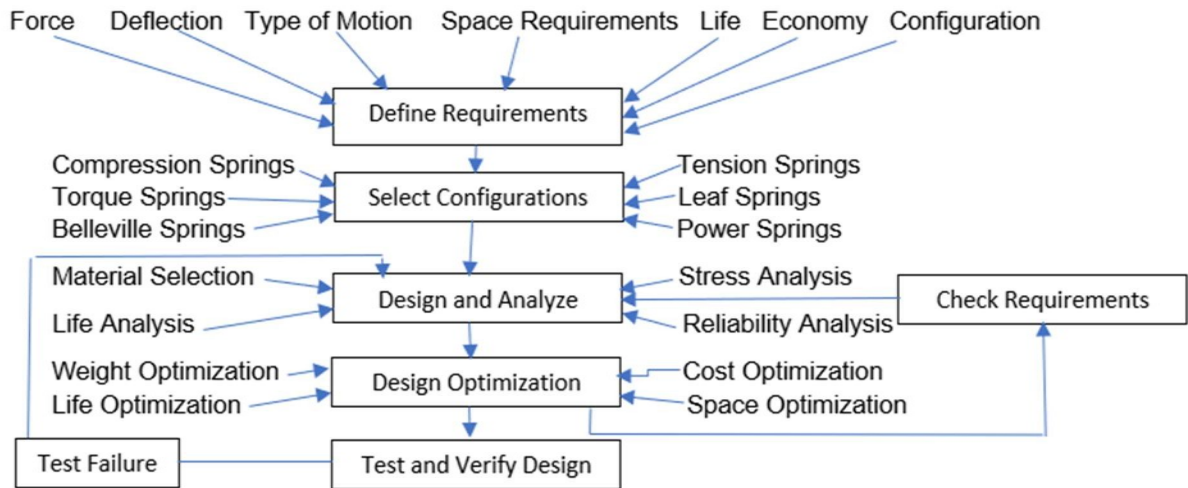 Force Deflection Type of Motion Space Requirements Life Economy Configuration
Define Requirements
Compression Springs
Tension Springs
Torque Springs
Select Configurations
Leaf Springs
Belleville Springs
Power Springs
Material Selection
Stress Analysis
Design and Analyze
Check Requirements
Life Analysis
Reliability Analysis
Weight Optimization
Cost Optimization
Design Optimization
Life Optimization
Space Optimization
Test Failure
Test and Verify Design